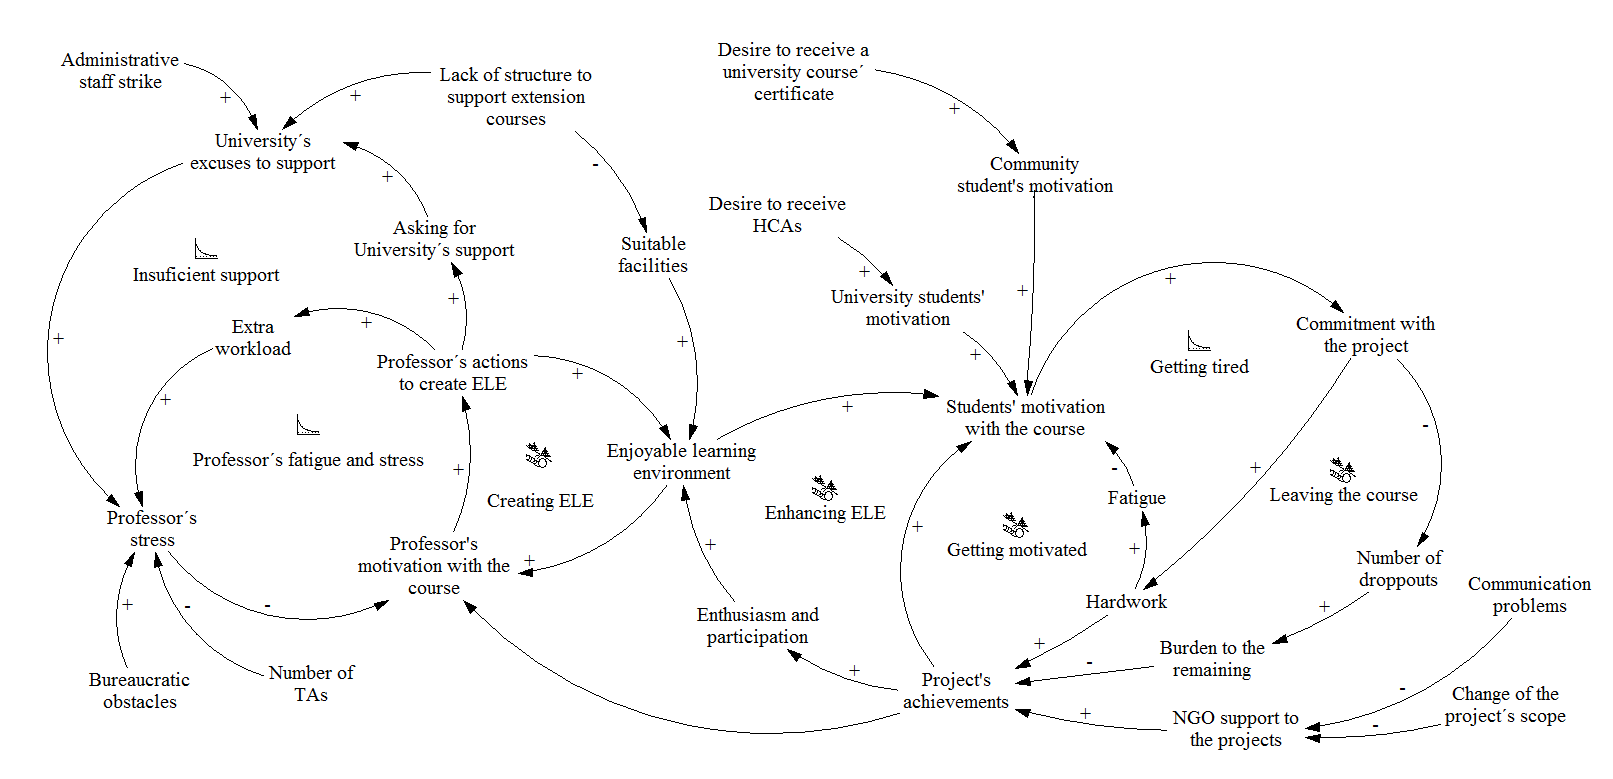 Administrative
staff strike
Lack of structure to
support extension
courses
Desire to receive a
university course´
certificate
+
+
+
University´s
excuses to support
-
Community
student's motivation
+
Desire to receive
HCAs
Asking for
University´s support
Suitable
facilities
Insuficient support
+
+
+
+
University students'
motivation
Extra
workload
+
+
+
+
Commitment with
the project
Professor´s actions
to create ELE
+
Getting tired
+
+
Students' motivation
with the course
-
Professor´s fatigue and stress
+
Enjoyable learning
environment
-
+
Leaving the course
Creating ELE
Enhancing ELE
Fatigue
Professor´s
stress
+
Getting motivated
+
+
Professor's
motivation with the
course
+
Number of
droppouts
Communication
problems
+
-
-
Enthusiasm and
participation
Hardwork
+
+
Burden to the
remaining
-
Bureaucratic
obstacles
Number of
TAs
+
Project's
achievements
-
Change of the
project´s scope
+
NGO support to
the projects
-